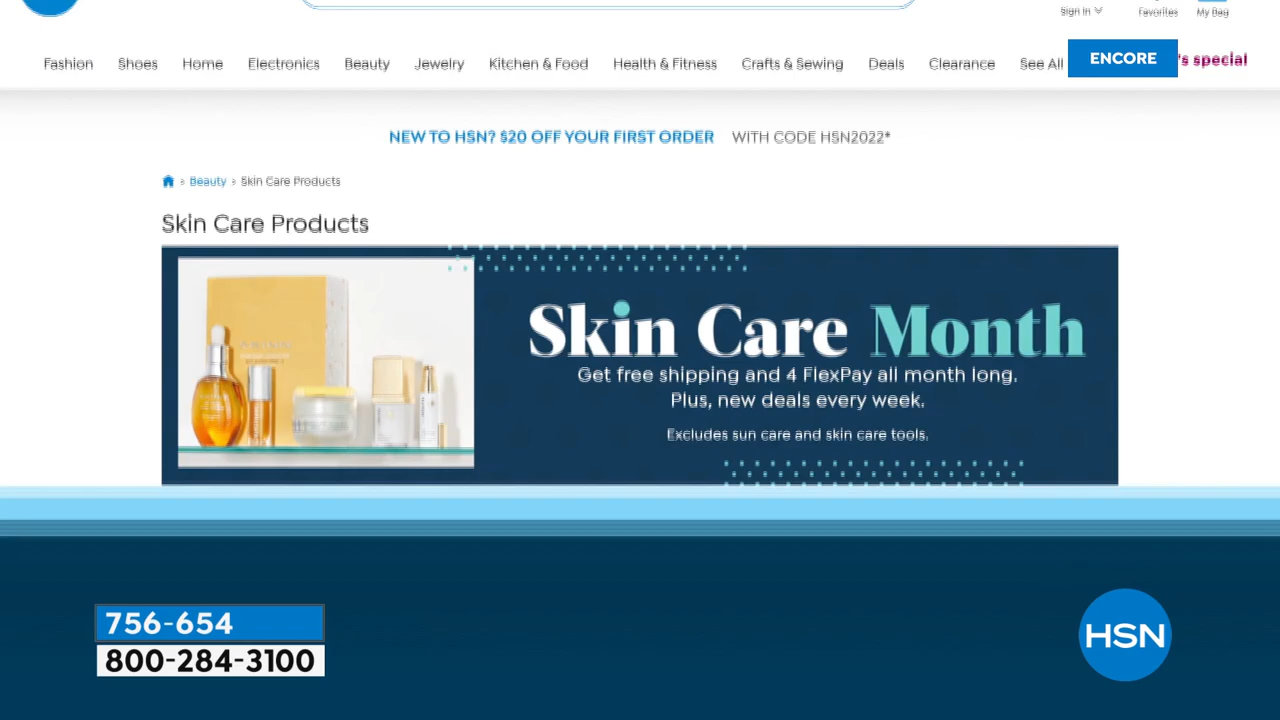 Sign In
Favorites
My Bag
Fashion Shoes Home Electronics Beauty Jewelry Kitchen & Food Health & Fitness Crafts & Sewing Deals Clearance See All ENCORE 's special
NEW TO HSN? $20 OFF YOUR FIRST ORDER WITH CODE HSN2022*
Beauty › Skin Care Products
Skin Care Products
Skin Care Month
Get free shipping and 4 FlexPay all month long.
Plus, new deals every week.
Excludes sun care and skin care tools.
756-654
800-284-3100
HSN